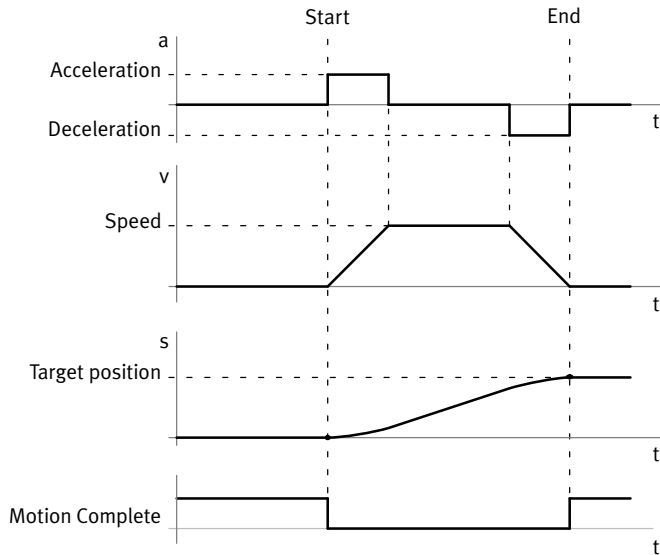 Start
End
a
Acceleration
Deceleration
t
v
Speed
t
s
Target position
t
Motion Complete
t